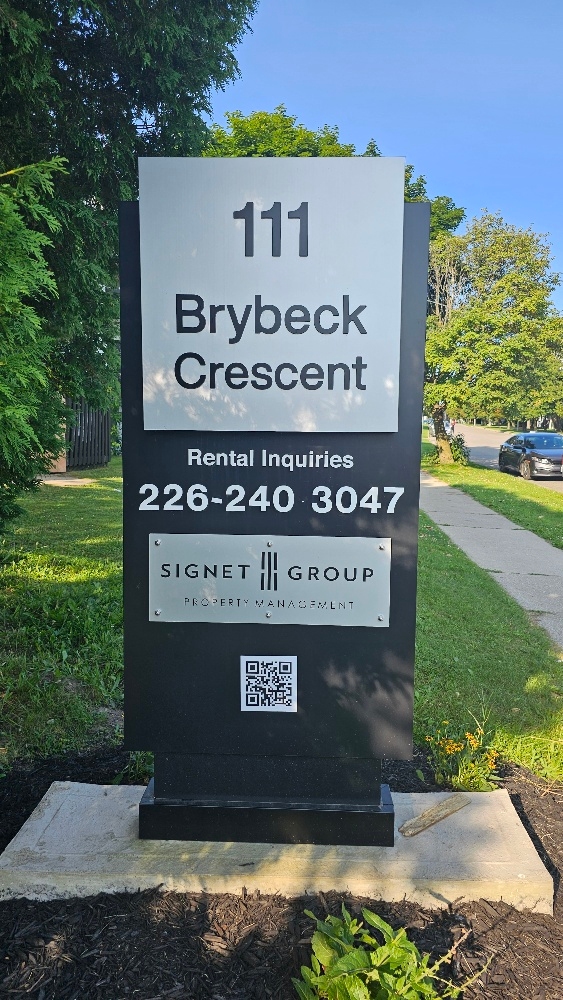 111
Brybeck
Crescent
Rental Inquiries
226-240 3047
SIGNET GROUP
PROPERTY MANAGEMENT